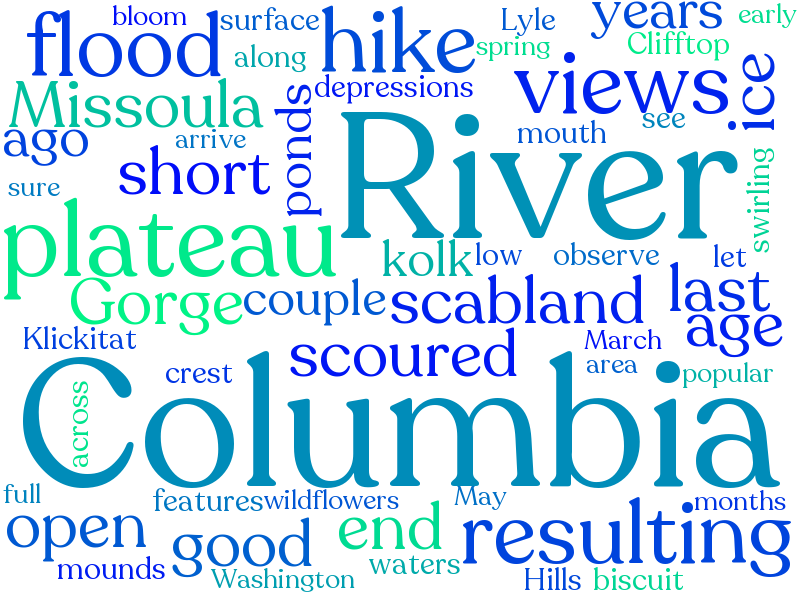 bloom
surface
Lyle
years
early
flood
hike
spring
Clifftop
along
views
ice
Missoula
depressions
ponds
mouth
see
ago
arrive
short
River
swirling
sure
plateau
kolk
low
observe
let
Gorge
couple
scabland
last
age
Klickitat
scoured
March
crest
area
popular
across
Columbia
full
features
wildflowers
May
months
open
good
end
resulting
mounds
waters
Washington
Hills
biscuit